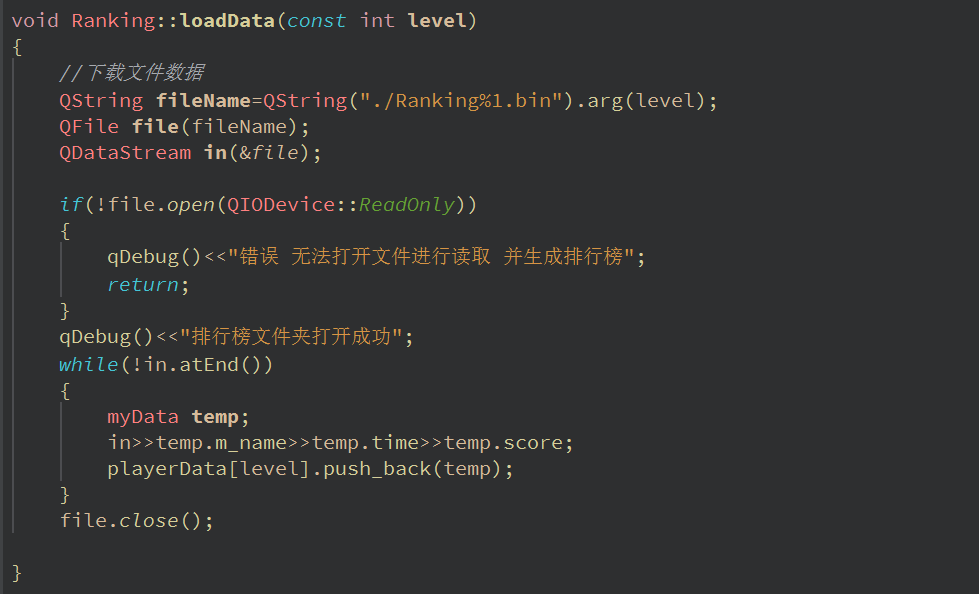 void Ranking::loadData(const int level)
{
    //下载文件数据
    QString fileName=QString("./Ranking%1.bin").arg(level);
    QFile file(fileName);
    QDataStream in(&file);

    if(!file.open(QIODevice::ReadOnly))
    {
        qDebug()<<"错误 无法打开文件进行读取 并生成排行榜";
        return;
    }
    qDebug()<<"排行榜文件夹打开成功";
    while(!in.atEnd())
    {
        myData temp;
        in>>temp.m_name>>temp.time>>temp.score;
        playerData[level].push_back(temp);
    }
    file.close();

}